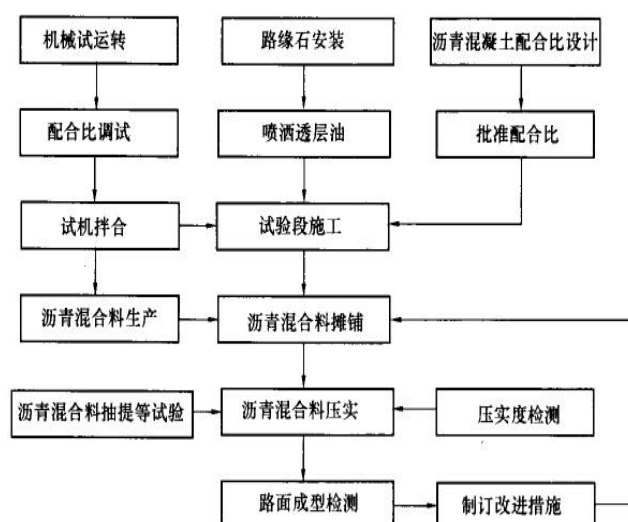 机械试运转
路缘石安装
沥青混凝土配合比设计
配合比调试
喷洒透层油
批准配合比
试机拌合
试验段施工
沥青混合料生产
沥青混合料摊铺
沥青混合料抽提等试验
沥青混合料压实
压实度检测
路面成型检测
制订改进措施